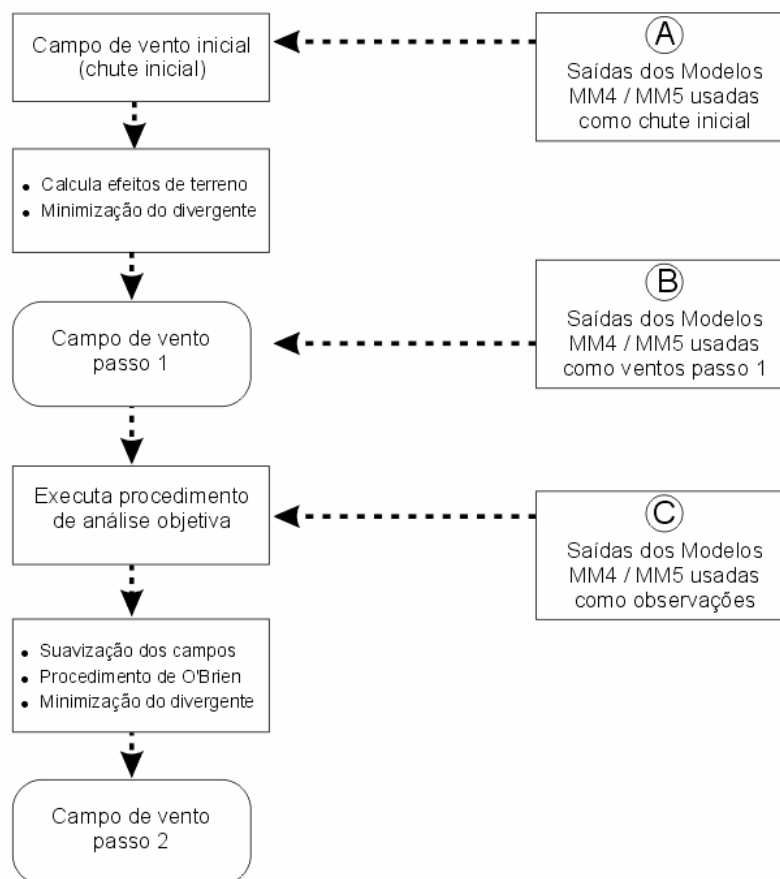 Campo de vento inicial
(chute inicial)
A
Saídas dos Modelos
MM4 / MM5 usadas
como chute inicial
• Calcula efeitos de terreno
• Minimização do divergente
B
Saídas dos Modelos
MM4 / MM5 usadas
como ventos passo 1
Campo de vento
passo 1
Executa procedimento
de análise objetiva
C
Saídas dos Modelos
MM4 / MM5 usadas
como observações
• Suavização dos campos
• Procedimento de O'Brien
• Minimização do divergente
Campo de vento
passo 2